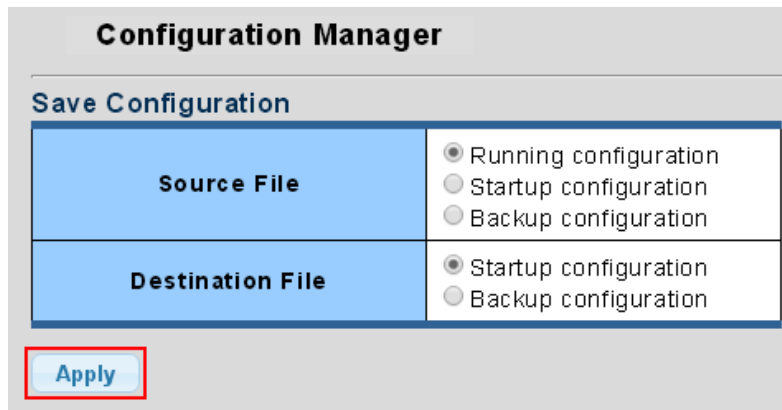 Configuration Manager
Save Configuration
Source File
Running configuration
Startup configuration
Backup configuration
Destination File
Startup configuration
Backup configuration
Apply